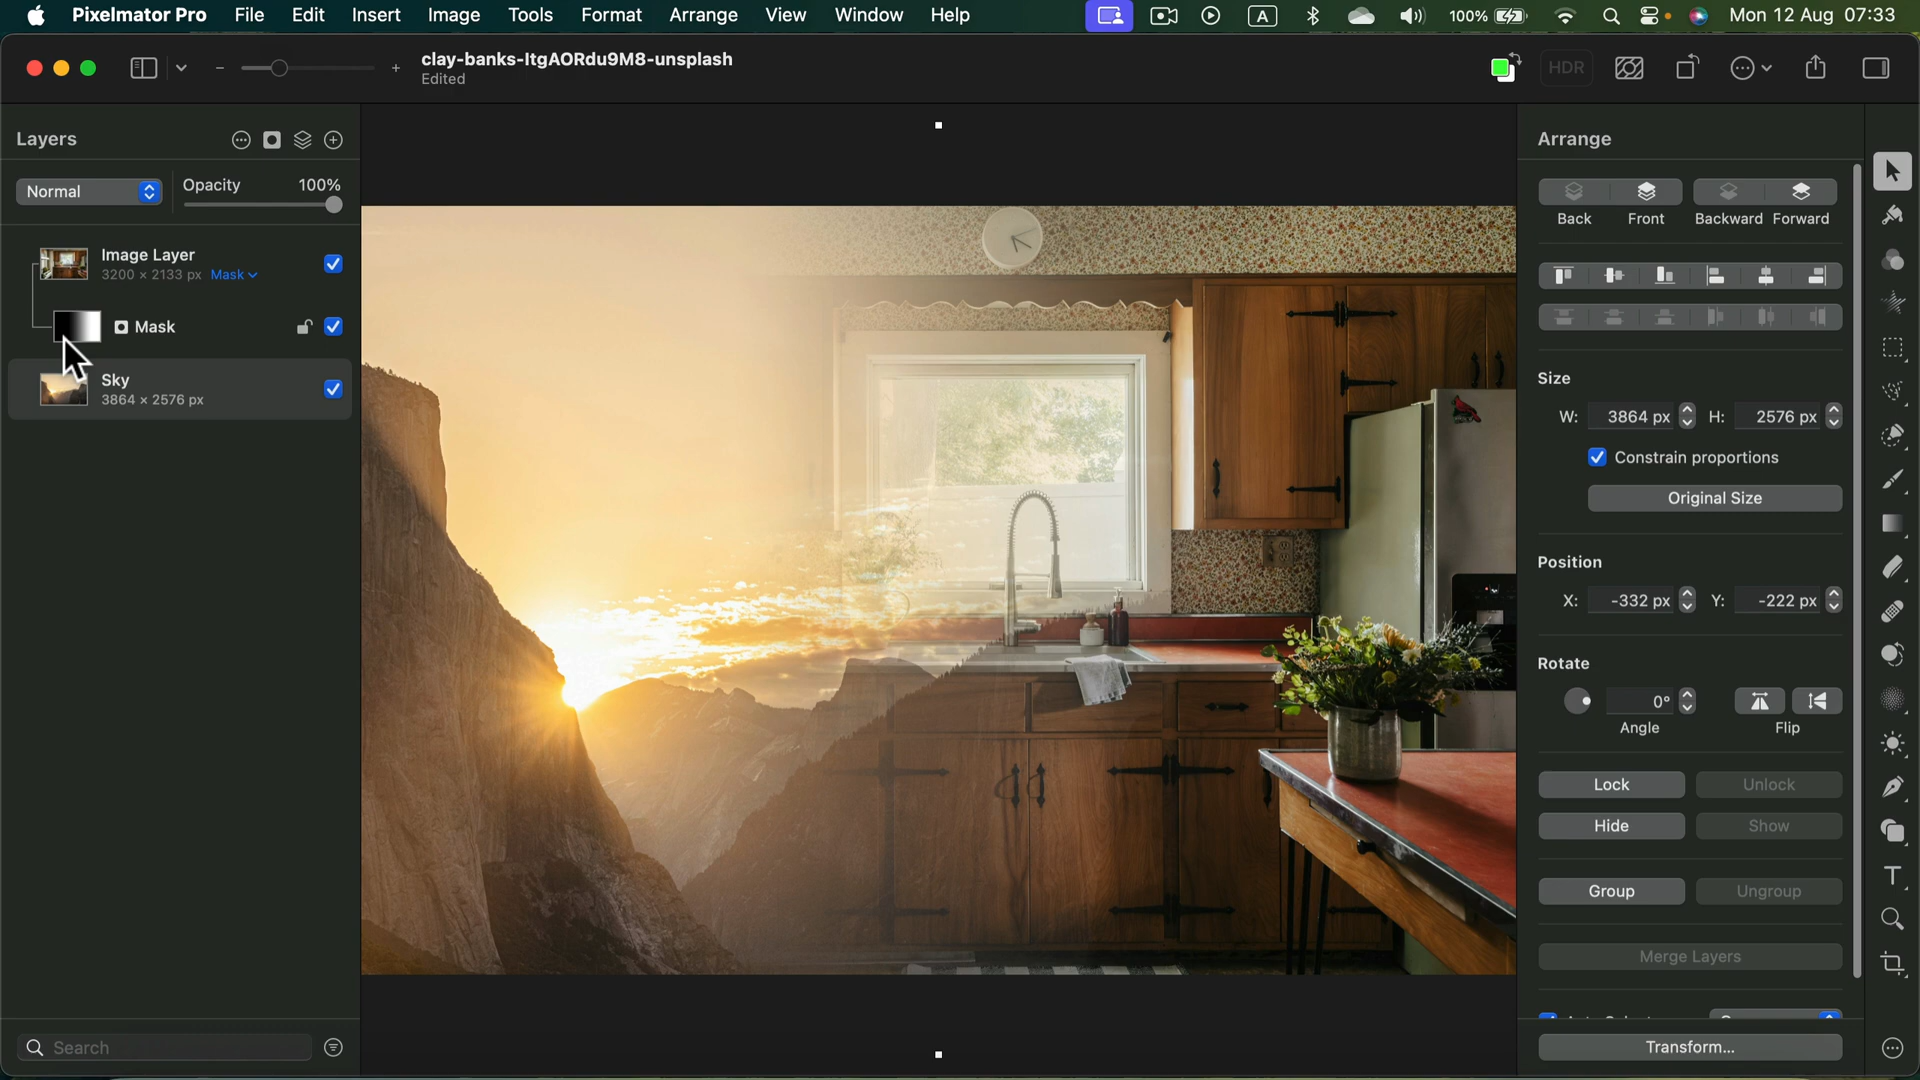 Pixelmator Pro File Edit Insert Image Tools Format Arrange View Window Help A 100% Mon 12 Aug 07:33
clay-banks-ItgAORdu9M8-unsplash
Edited
HDR
Layers
Normal
Opacity 100%
Image Layer
3200 × 2133 px Mask
Mask
Sky
3864 × 2576 px
Search
Arrange
Back Front Backward Forward
Size
W: 3864 px H: 2576 px
Constrain proportions
Original Size
Position
X: -332 px Y: -222 px
Rotate
0°
Angle Flip
Lock Unlock
Hide Show
Group Ungroup
Merge Layers
Transform...